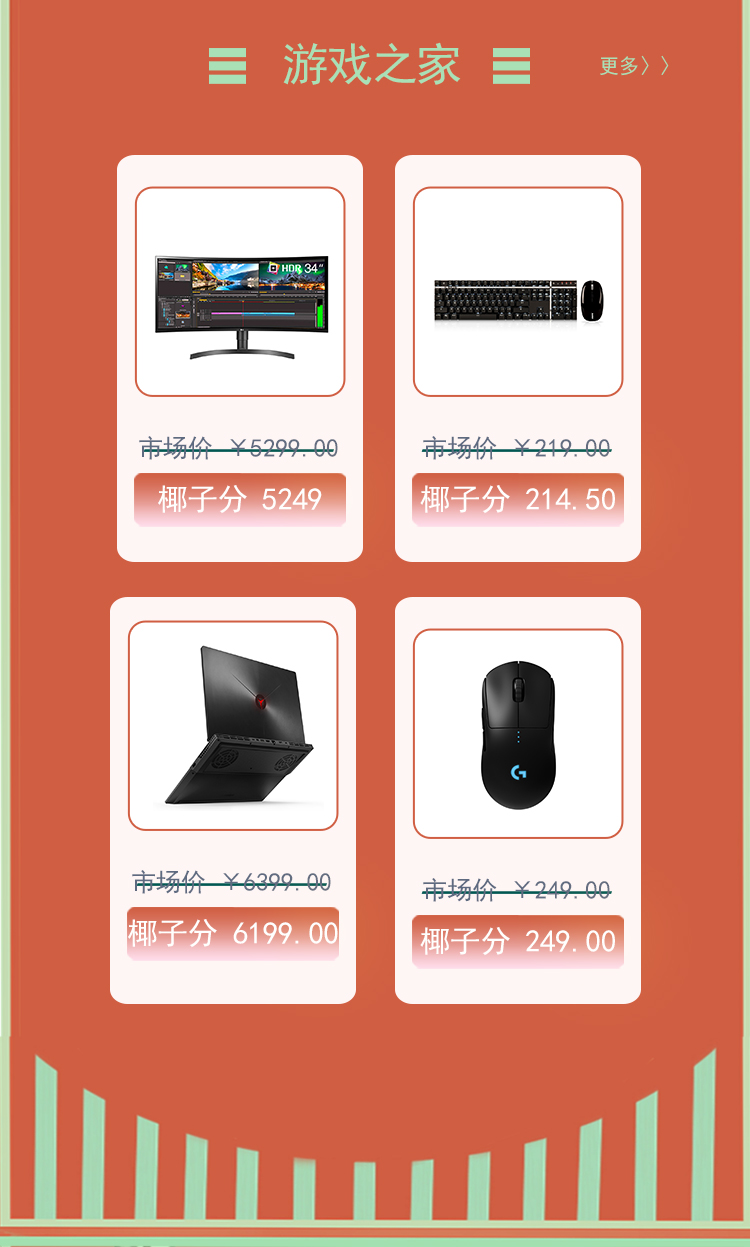 游戏之家
更多》
HDR 34"
市场价 ￥5299.00
椰子分 5249
市场价 ￥219.00
椰子分 214.50
市场价 ￥6399.00
椰子分 6199.00
G
市场价 ￥249.00
椰子分 249.00